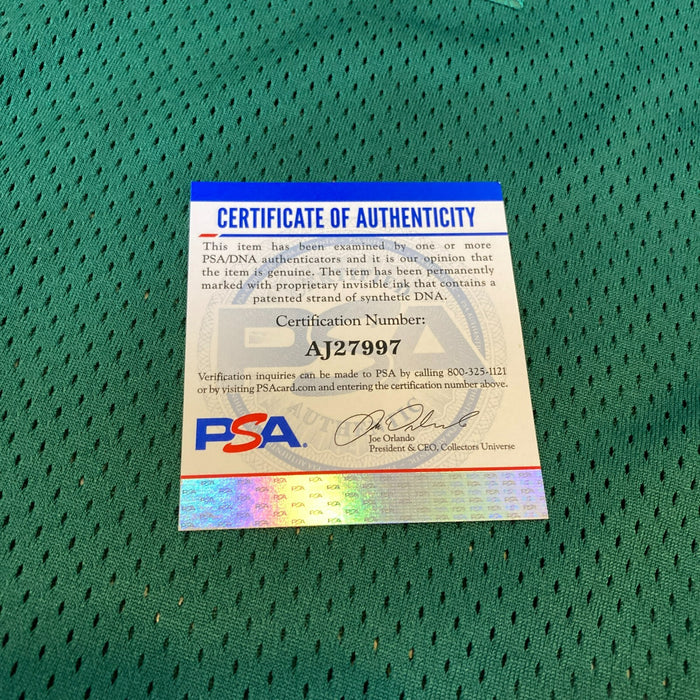 CERTIFICATE OF AUTHENTICITY
This item has been examined by one or more
PSA/DNA authenticators and it is our opinion that
the item is genuine. The item has been permanently
marked with proprietary invisible ink that contains a
patented strand of synthetic DNA.
Certification Number:
AJ27997
Verification inquiries can be made to PSA by calling 800-325-1121
or by visiting PSAcard.com and entering the certification number above.
PSA
AUTHENTIC
PSA®
Joe Orlando
President & CEO, Collectors Universe